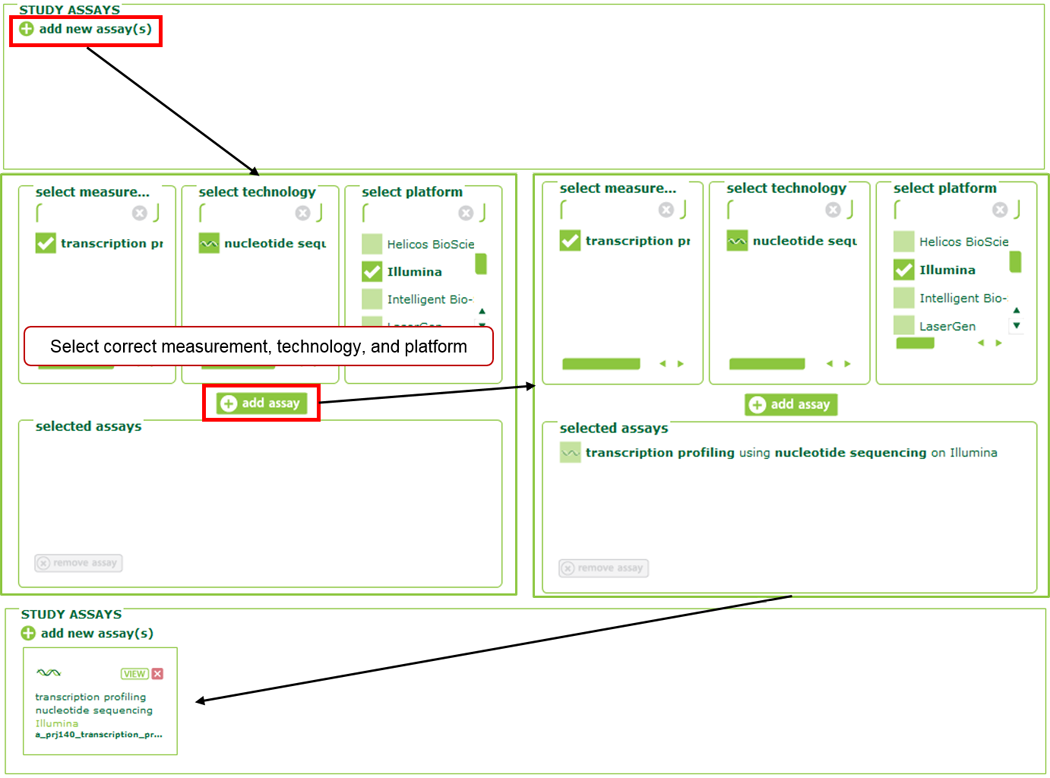 STUDY ASSAYS
add new assay(s)
select measure...
select technology
select platform
transcription pr
nucleotide sequ
Helicos BioScie
Illumina
Intelligent Bio-
LaserGen
Select correct measurement, technology, and platform
add assay
selected assays
remove assay
select measure...
select technology
select platform
transcription pr
nucleotide sequ
Helicos BioScie
Illumina
Intelligent Bio-
LaserGen
add assay
selected assays
transcription profiling using nucleotide sequencing on Illumina
remove assay
STUDY ASSAYS
add new assay(s)
VIEW
transcription profiling
nucleotide sequencing
Illumina
a_prj140_transcription_pr...